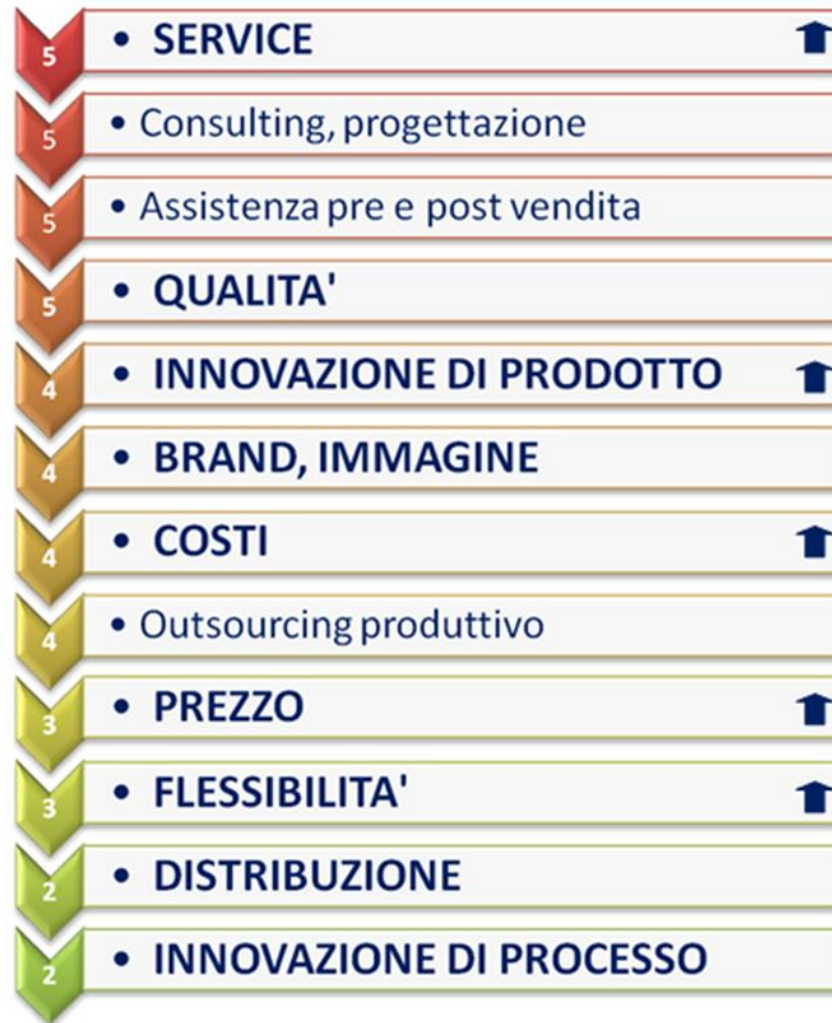 5 • SERVICE
5 • Consulting, progettazione
5 • Assistenza pre e post vendita
5 • QUALITA'
4 • INNOVAZIONE DI PRODOTTO
4 • BRAND, IMMAGINE
4 • COSTI
4 • Outsourcing produttivo
3 • PREZZO
3 • FLESSIBILITA'
2 • DISTRIBUZIONE
2 • INNOVAZIONE DI PROCESSO